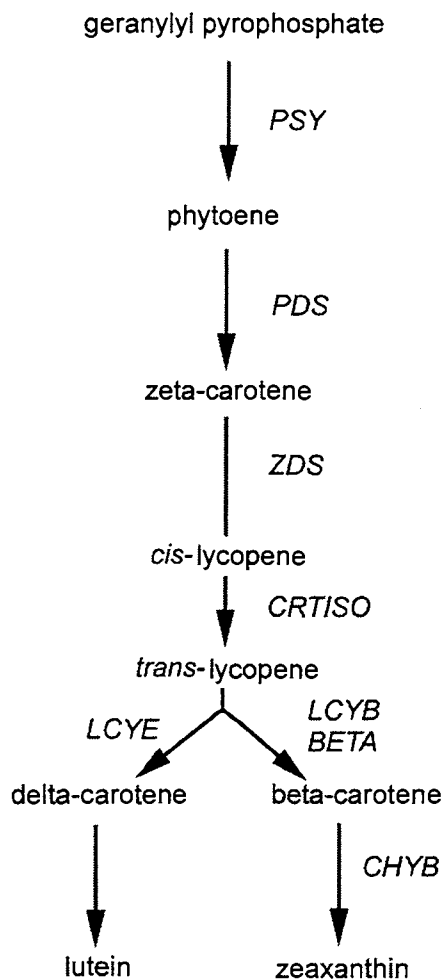 geranylyl pyrophosphate
PSY
phytoene
PDS
zeta-carotene
ZDS
cis-lycopene
CRTISO
trans-lycopene
LCYE
LCYB
BETA
delta-carotene
beta-carotene
CHYB
lutein
zeaxanthin